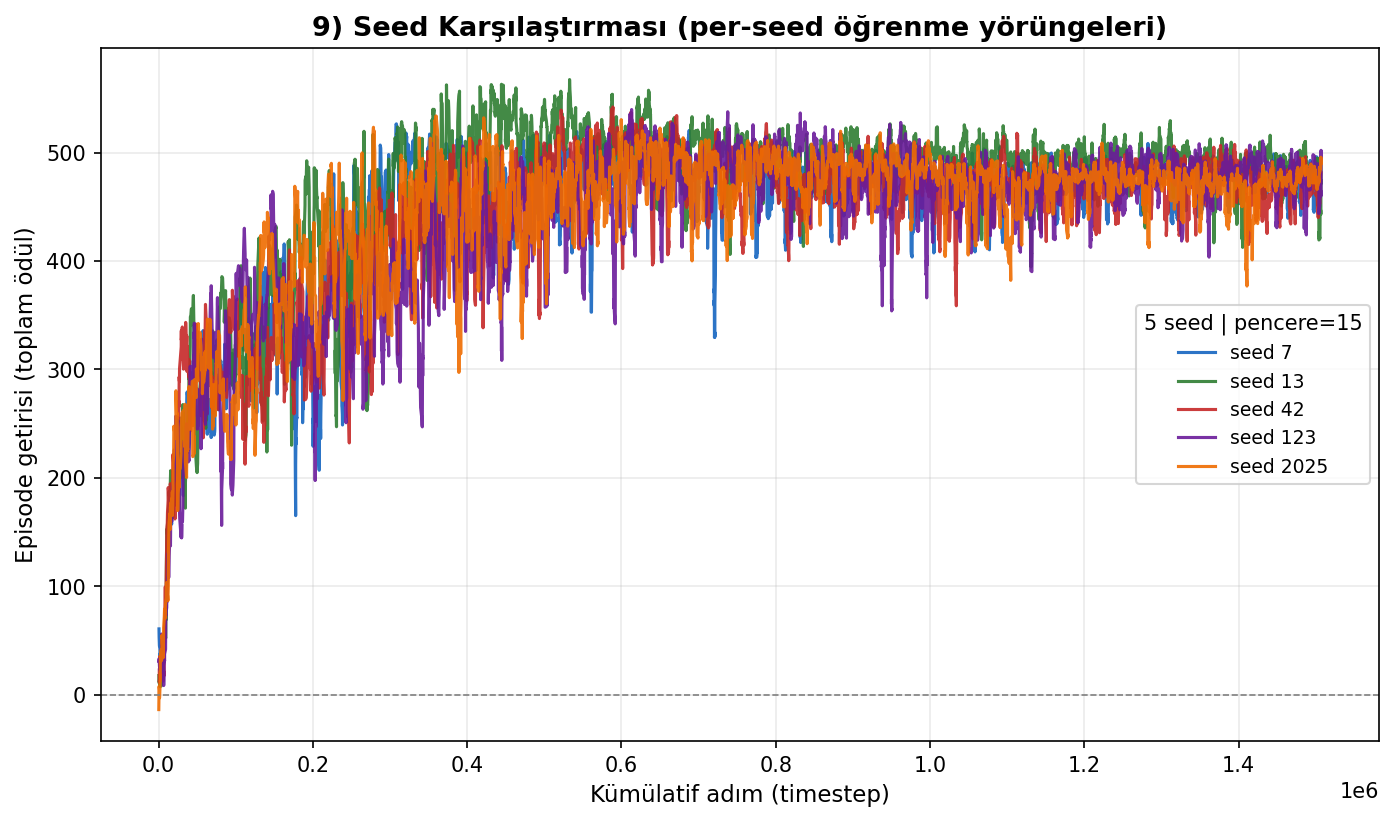 9) Seed Karşılaştırması (per-seed öğrenme yörüngeleri)
Episode getirisi (toplam ödül)
500
400
300
200
100
0
5 seed | pencere=15
seed 7
seed 13
seed 42
seed 123
seed 2025
0.0 0.2 0.4 0.6 0.8 1.0 1.2 1.4
1e6
Kümülatif adım (timestep)